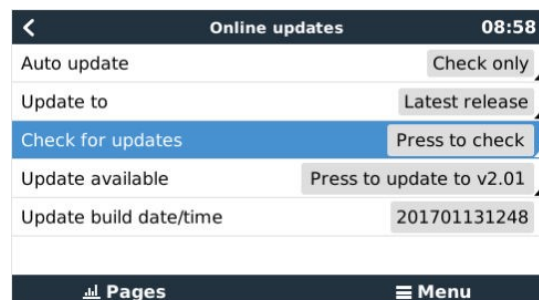 Online updates 08:58
Auto update Check only
Update to Latest release
Check for updates Press to check
Update available Press to update to v2.01
Update build date/time 201701131248
Pages Menu